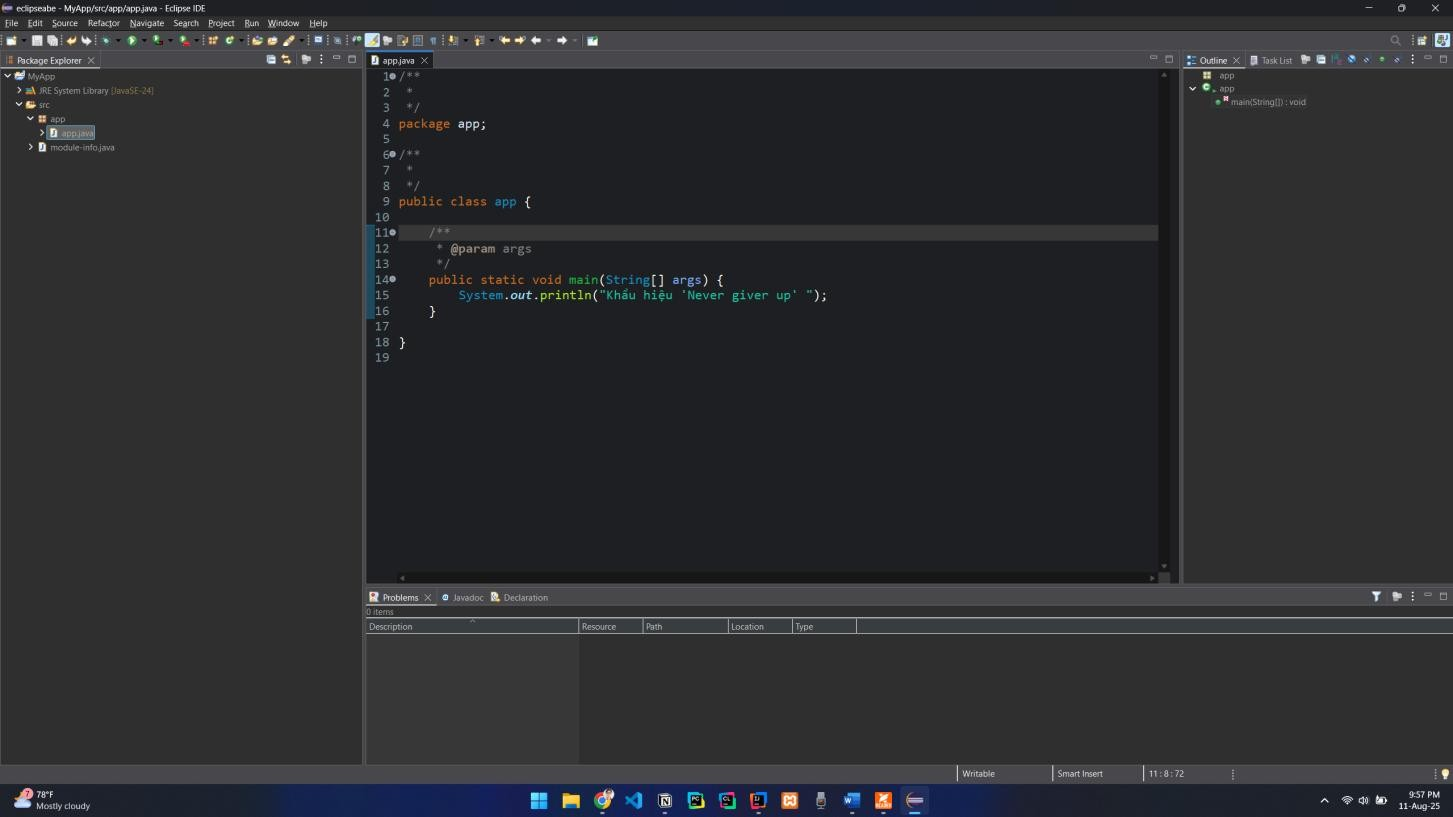 eclipseabe - MyApp/src/app/app.java - Eclipse IDE
File Edit Source Refactor Navigate Search Project Run Window Help
Package Explorer
MyApp
JRE System Library [JavaSE-24]
src
app
app.java
module-info.java
app.java
1 /**
2 *
3 */
4 package app;
5
6 /**
7 *
8 */
9 public class app {
10
11 /**
12 * @param args
13 */
14 public static void main(String[] args) {
15 System.out.println("Khẩu hiệu 'Never giver up' ");
16 }
17
18 }
19
Outline Task List
app
app
main(String[]) : void
Problems Javadoc Declaration
0 items
Description Resource Path Location Type
Writable Smart Insert 11 : 8 : 72
78°F
Mostly cloudy
9:57 PM
11-Aug-25